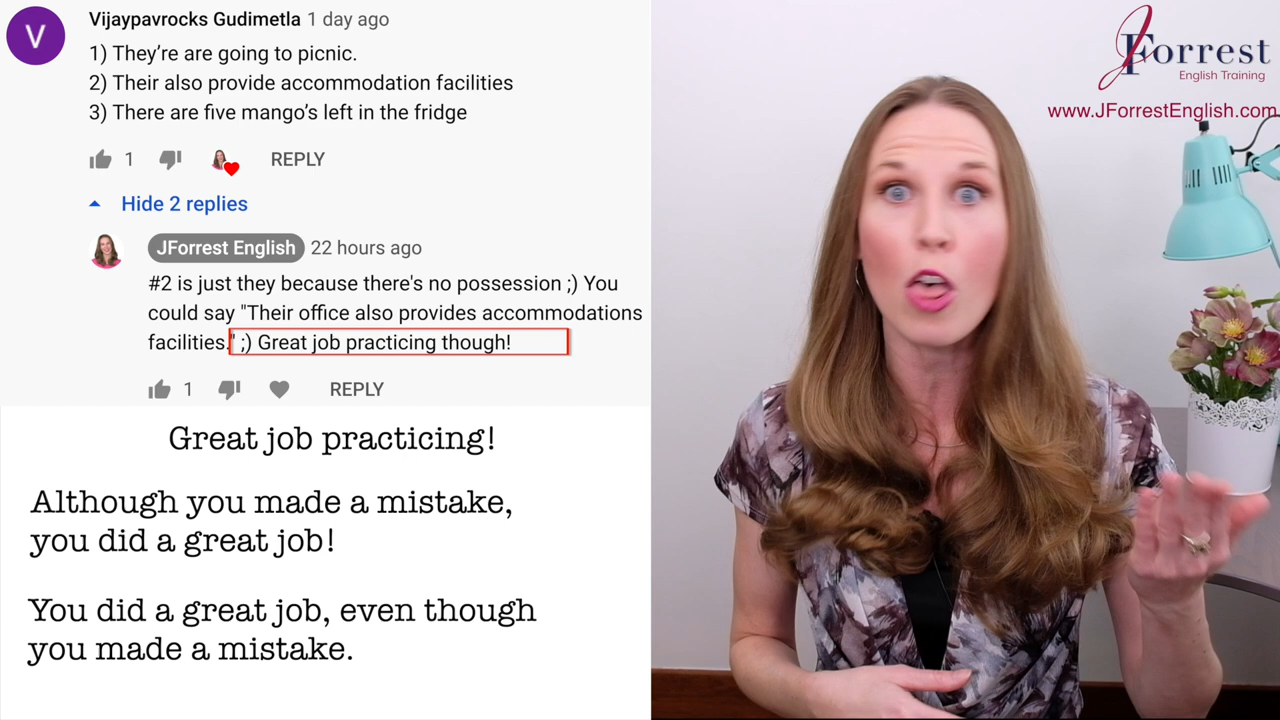 V
Vijaypavrocks Gudimetla 1 day ago
1) They’re are going to picnic.
2) Their also provide accommodation facilities
3) There are five mango’s left in the fridge
1 REPLY
Hide 2 replies
JForrest English 22 hours ago
#2 is just they because there's no possession ;) You
could say "Their office also provides accommodations
facilities." ;) Great job practicing though!
1 REPLY
Great job practicing!
Although you made a mistake,
you did a great job!
You did a great job, even though
you made a mistake.
JForrest
English Training
www.JForrestEnglish.com